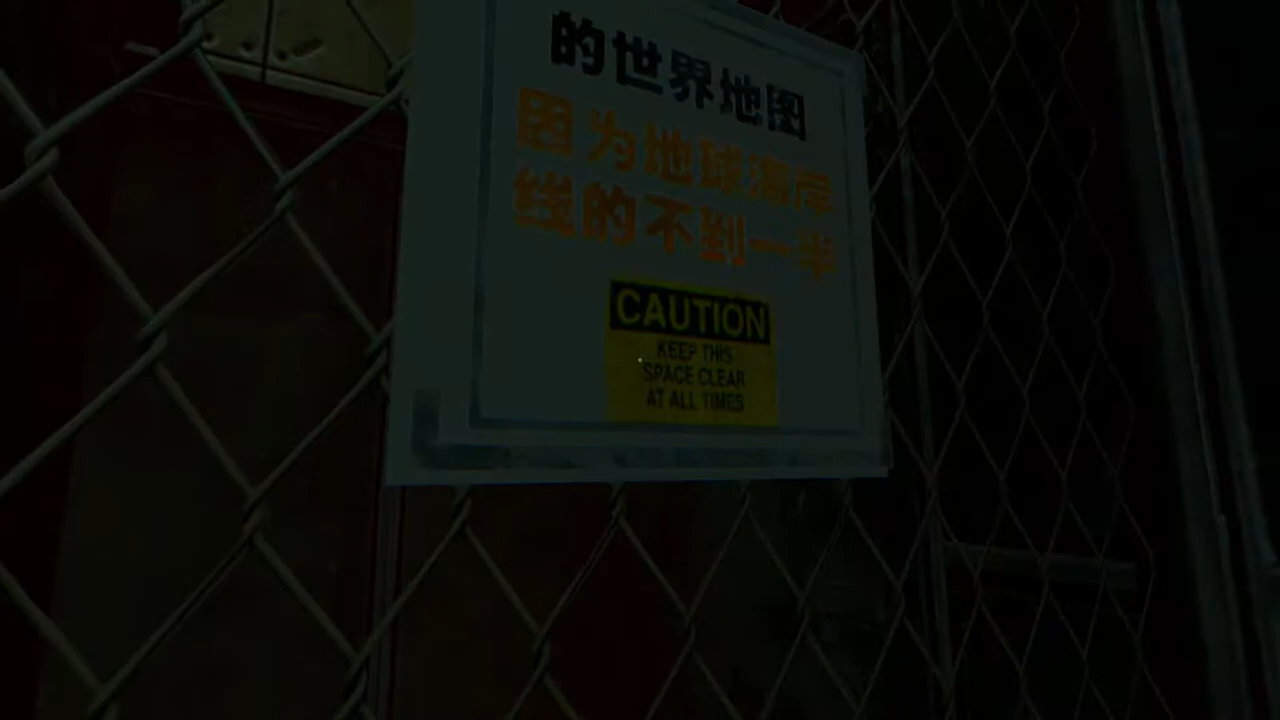 的世界地图
因为地球海岸
线的不到一半
CAUTION
KEEP THIS
SPACE CLEAR
AT ALL TIMES